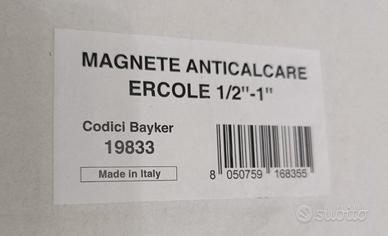 MAGNETE ANTICALCARE
ERCOLE 1/2"-1"
Codici Bayker
19833
Made in Italy
8 050759 168355
subito